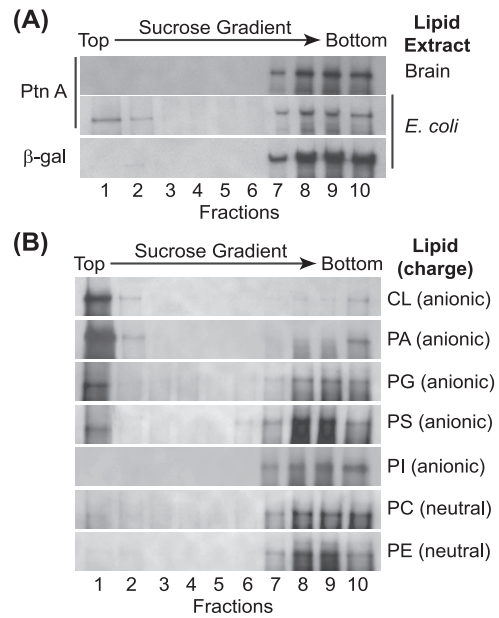 (A)
Sucrose Gradient
Top
Bottom
Lipid
Extract
Ptn A
Brain
E. coli
β-gal
1 2 3 4 5 6 7 8 9 10
Fractions
(B)
Sucrose Gradient
Top
Bottom
Lipid
(charge)
CL (anionic)
PA (anionic)
PG (anionic)
PS (anionic)
PI (anionic)
PC (neutral)
PE (neutral)
1 2 3 4 5 6 7 8 9 10
Fractions